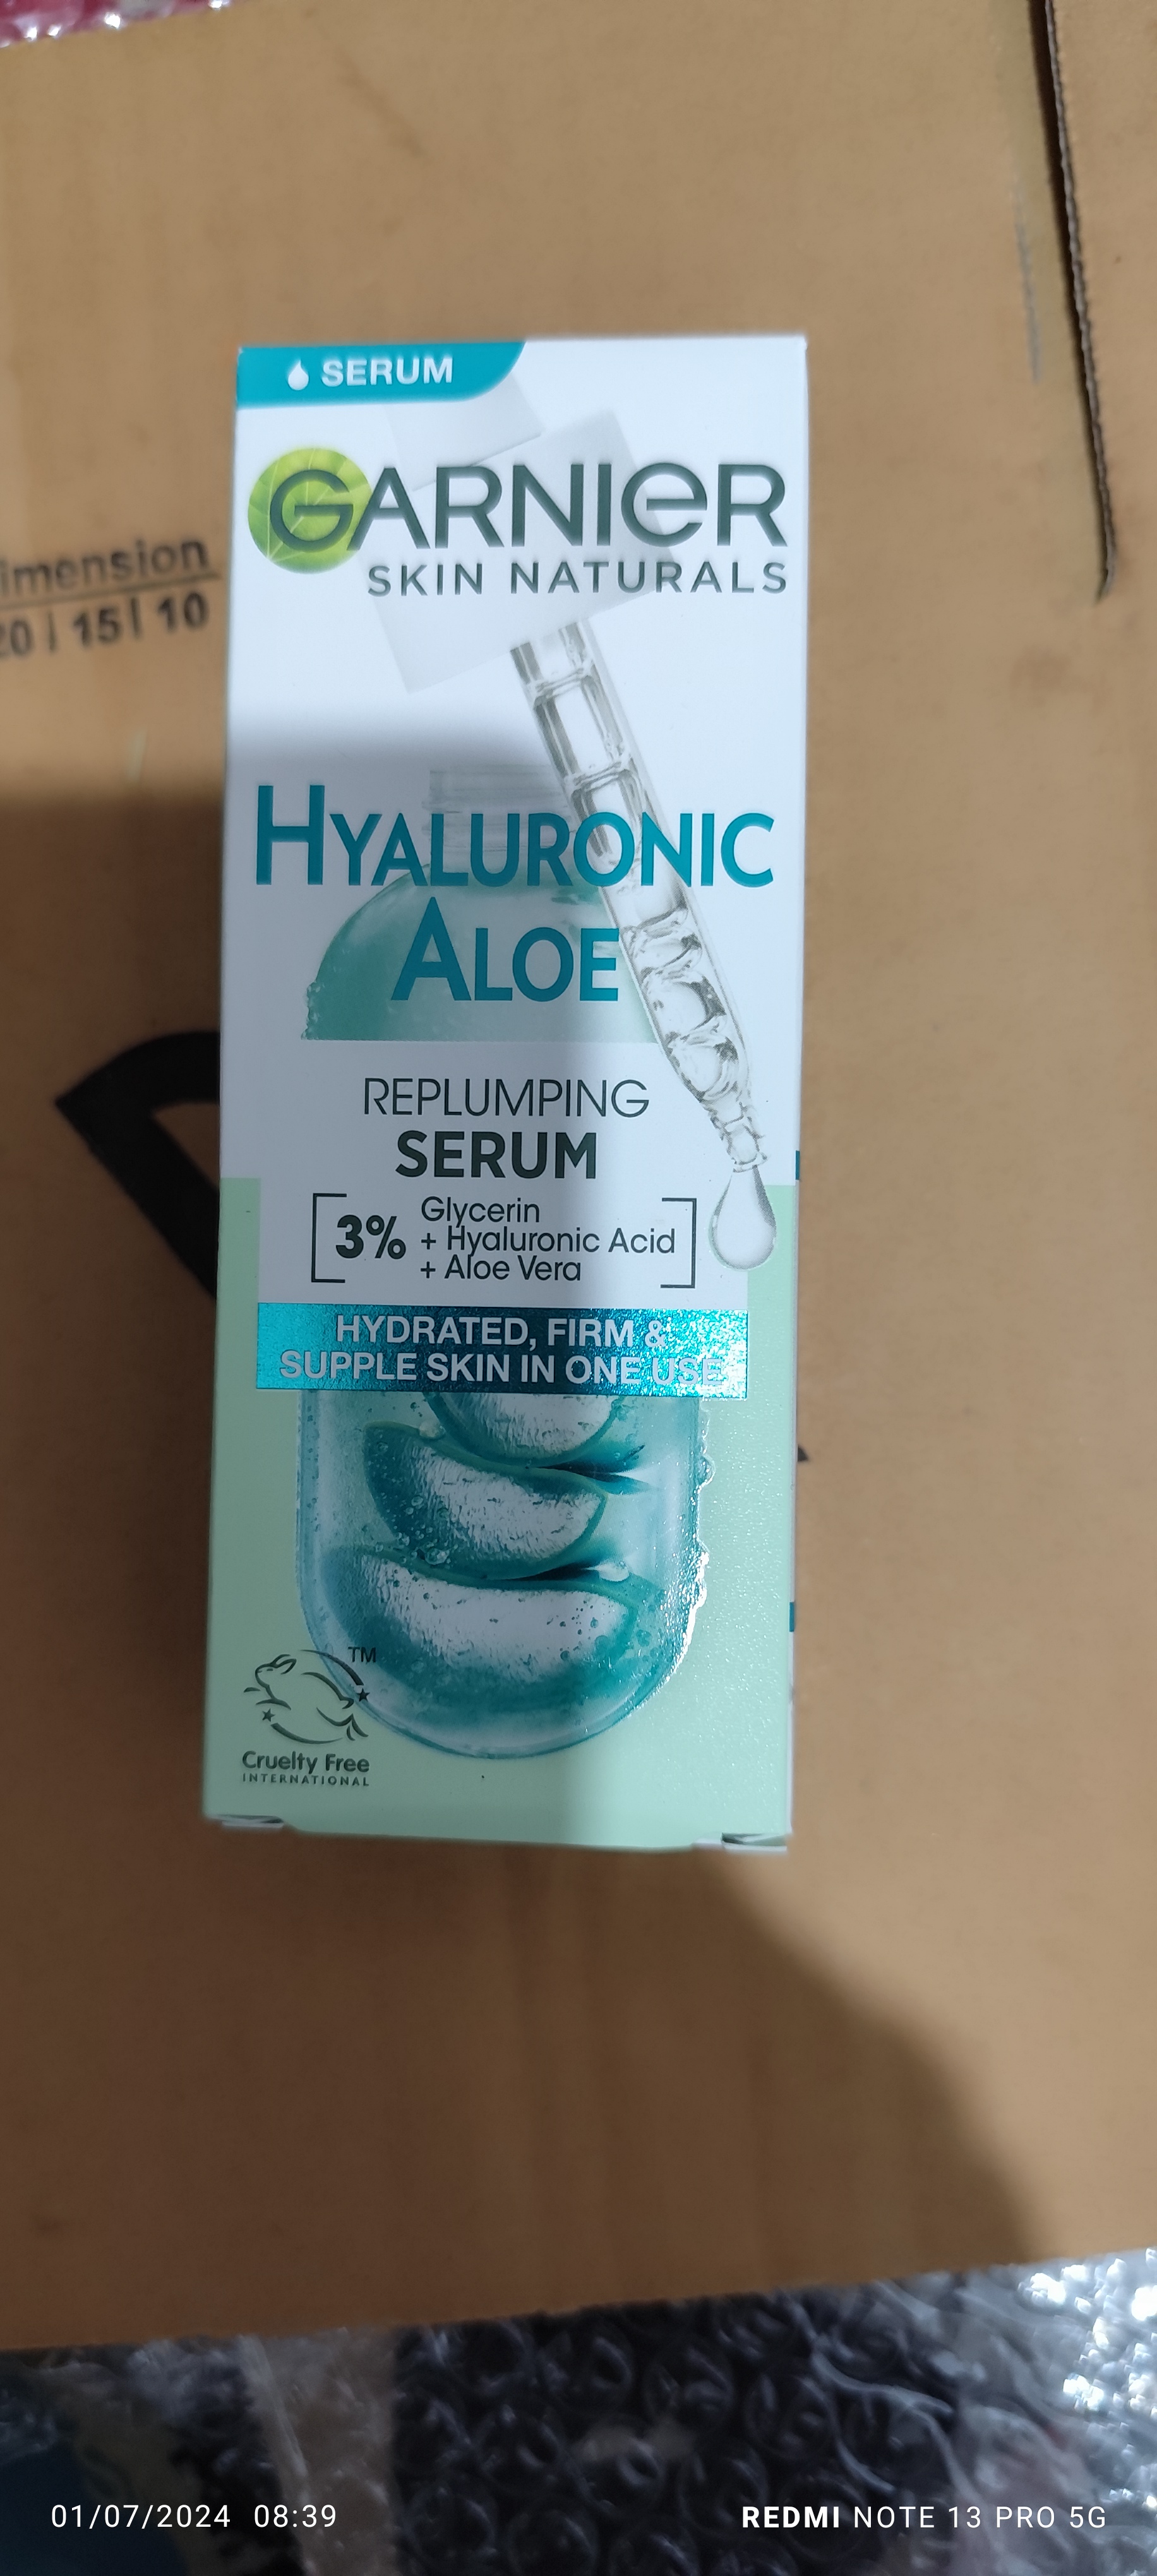 imension
20 | 15 | 10
SERUM
GARNIER
SKIN NATURALS
HYALURONIC
ALOE
REPLUMPING
SERUM
3% Glycerin
+ Hyaluronic Acid
+ Aloe Vera
HYDRATED, FIRM &
SUPPLE SKIN IN ONE USE
TM
Cruelty Free
INTERNATIONAL
01/07/2024 08:39
REDMI NOTE 13 PRO 5G